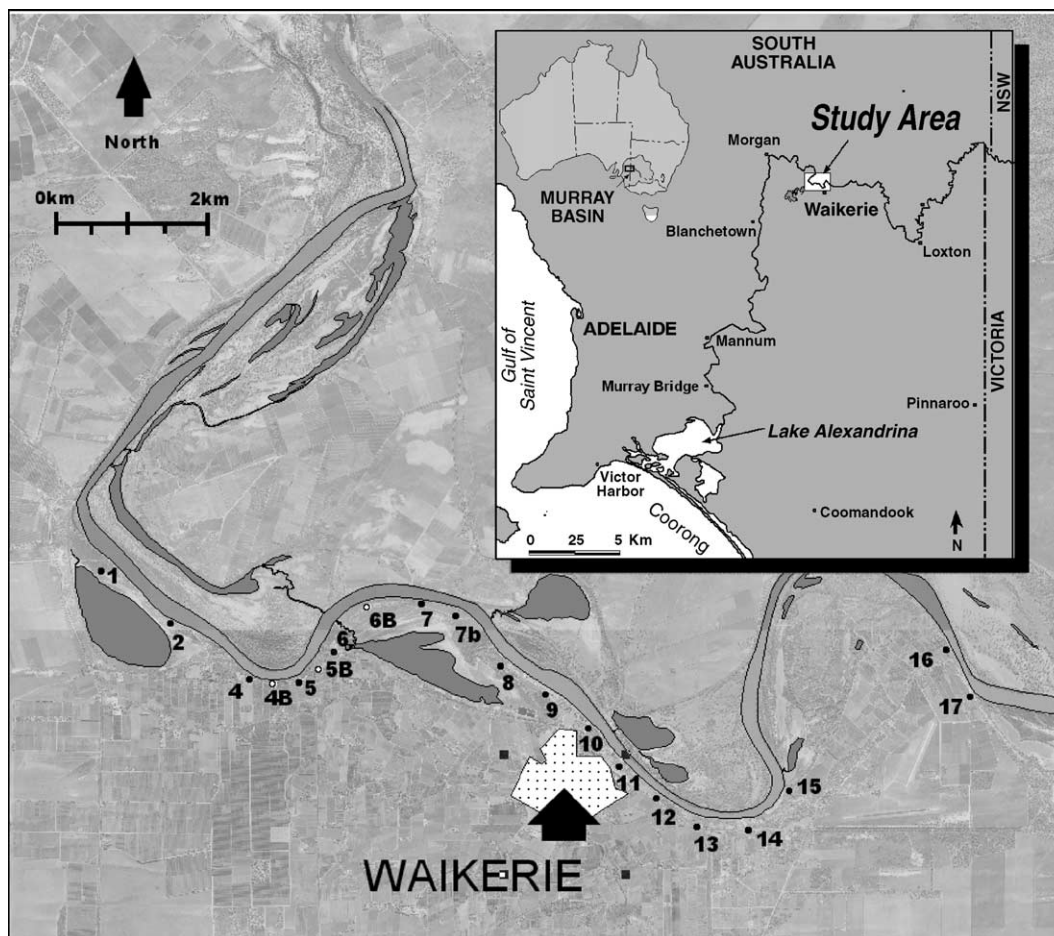 North
0km 2km
SOUTH
AUSTRALIA
NSW
Study Area
Morgan
MURRAY
BASIN
Waikerie
Blanchetown
Loxton
Gulf of
Saint Vincent
ADELAIDE
Mannum
VICTORIA
Murray Bridge
Pinnaroo
Lake Alexandrina
Victor
Harbor
Coorong
Coomandook
0 25 5 Km
N
1
2
4
4B
5
5B
6
6B
7
7b
8
9
10
11
12
13
14
15
16
17
WAIKERIE